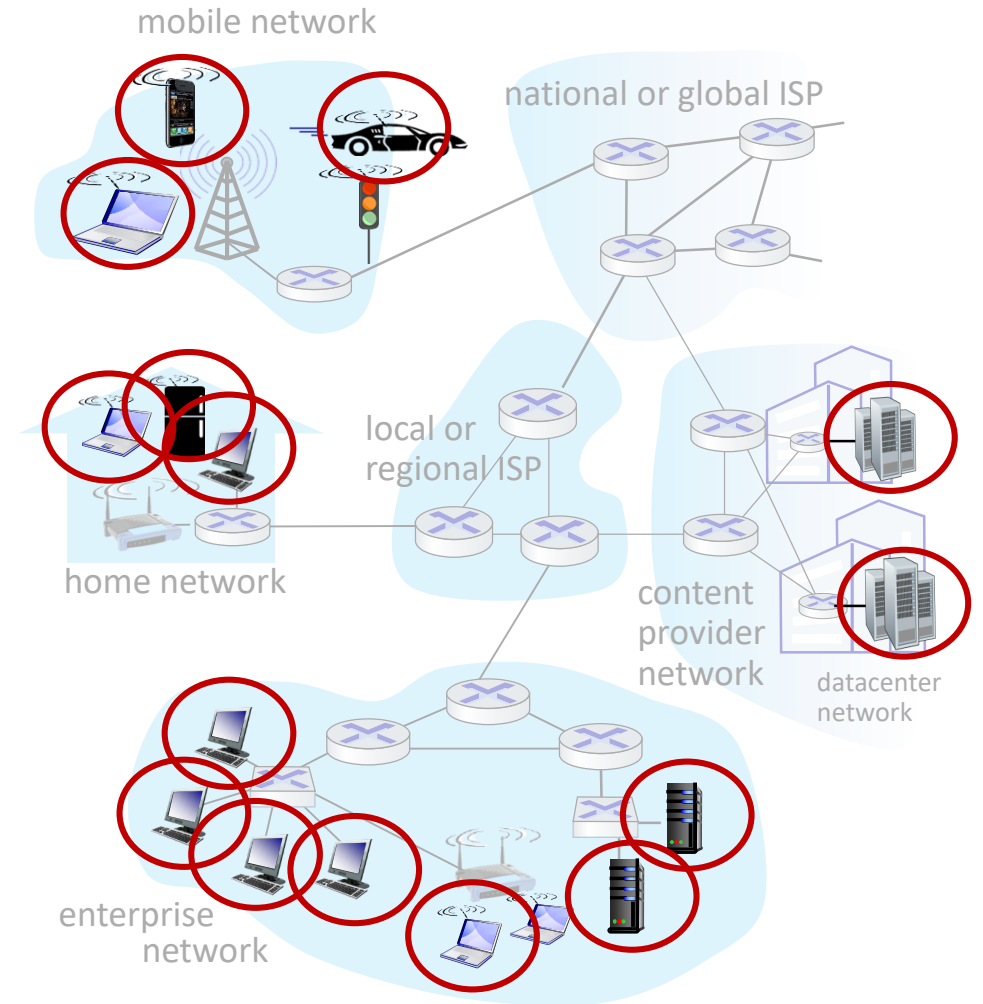 mobile network
national or global ISP
local or
regional ISP
home network
content
provider
network
datacenter
network
enterprise
network